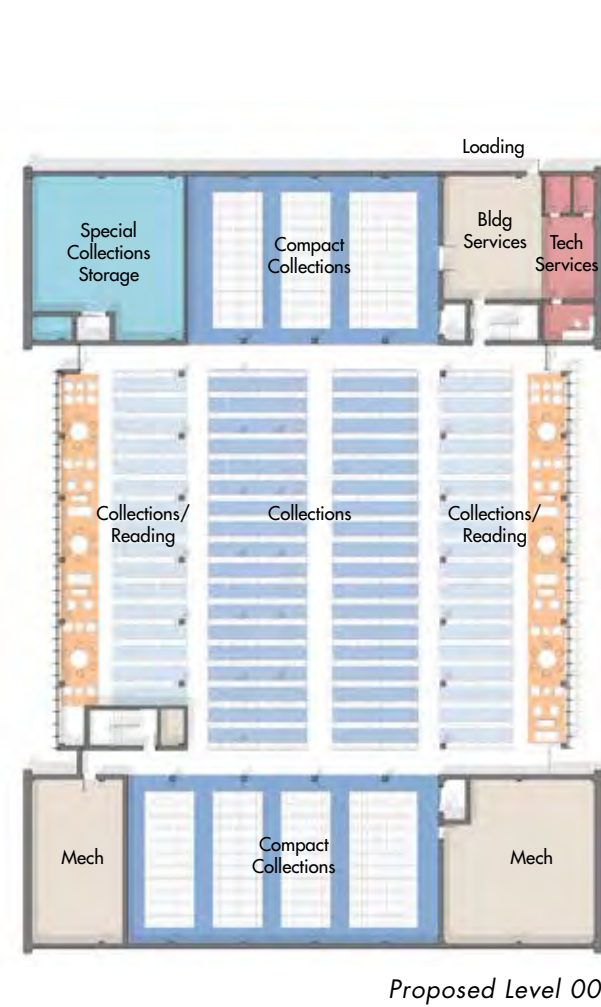 Loading
Special
Collections
Storage
Compact
Collections
Bldg
Services
Tech
Services
Collections/
Reading
Collections
Collections/
Reading
Mech
Compact
Collections
Mech
Proposed Level 00